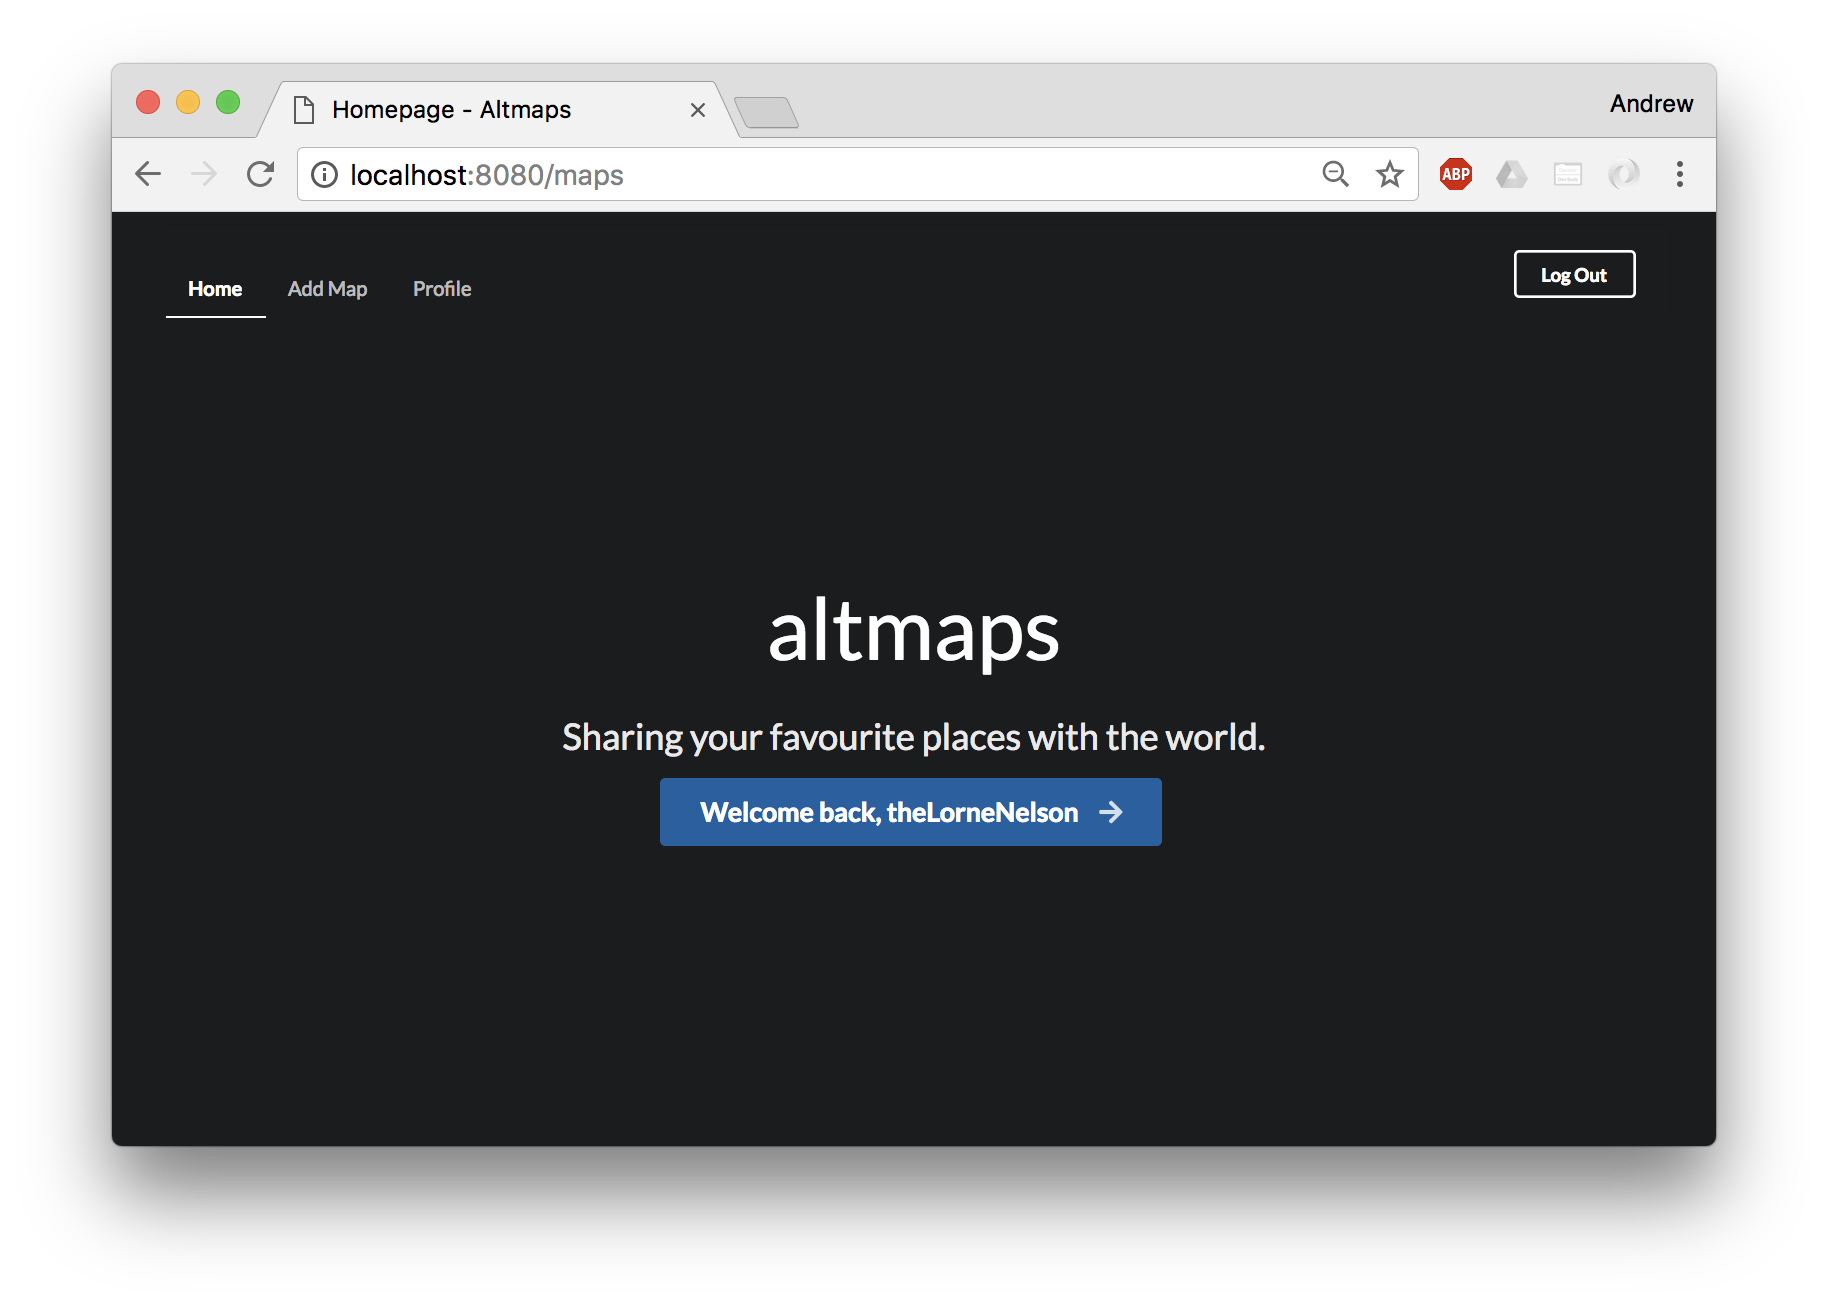 Homepage - Altmaps
Andrew
localhost:8080/maps
ABP
Home
Add Map
Profile
Log Out
altmaps
Sharing your favourite places with the world.
Welcome back, theLorneNelson